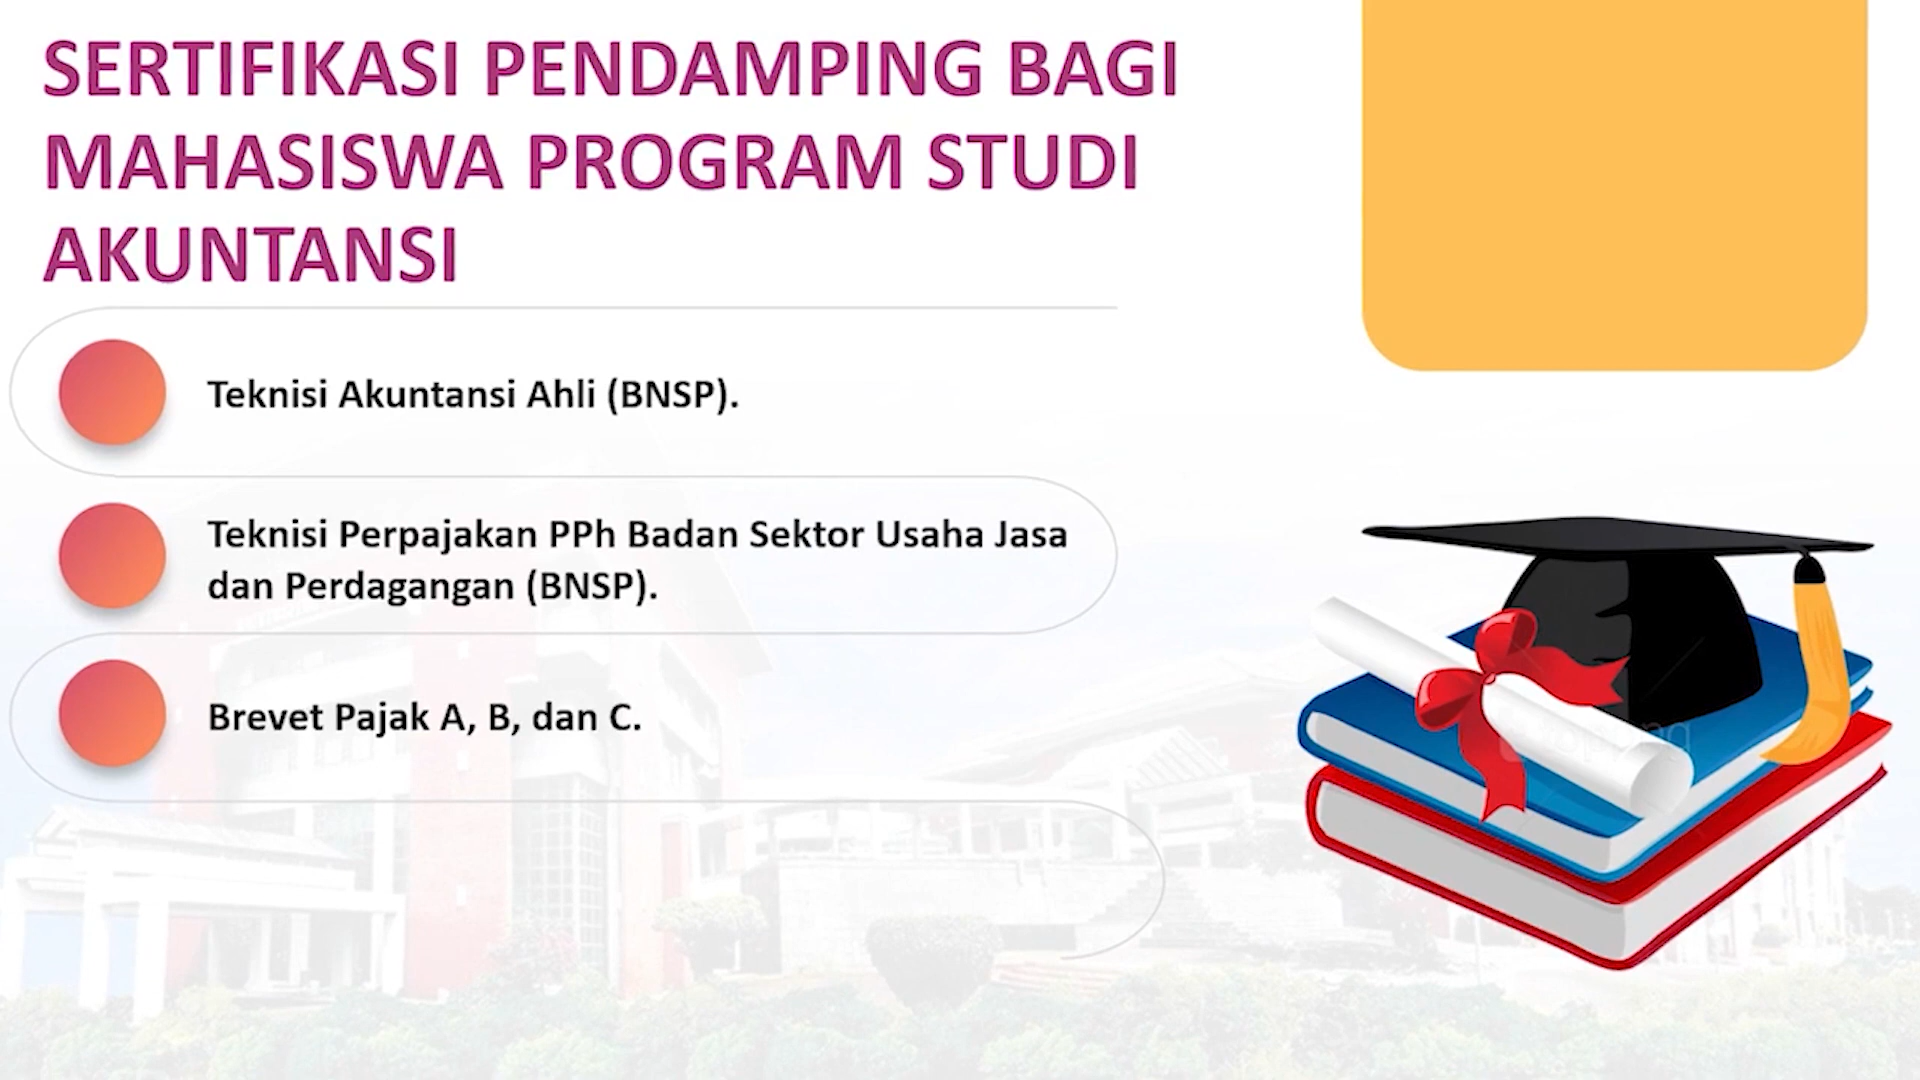 SERTIFIKASI PENDAMPING BAGI
MAHASISWA PROGRAM STUDI
AKUNTANSI
Teknisi Akuntansi Ahli (BNSP).
Teknisi Perpajakan PPh Badan Sektor Usaha Jasa
dan Perdagangan (BNSP).
Brevet Pajak A, B, dan C.